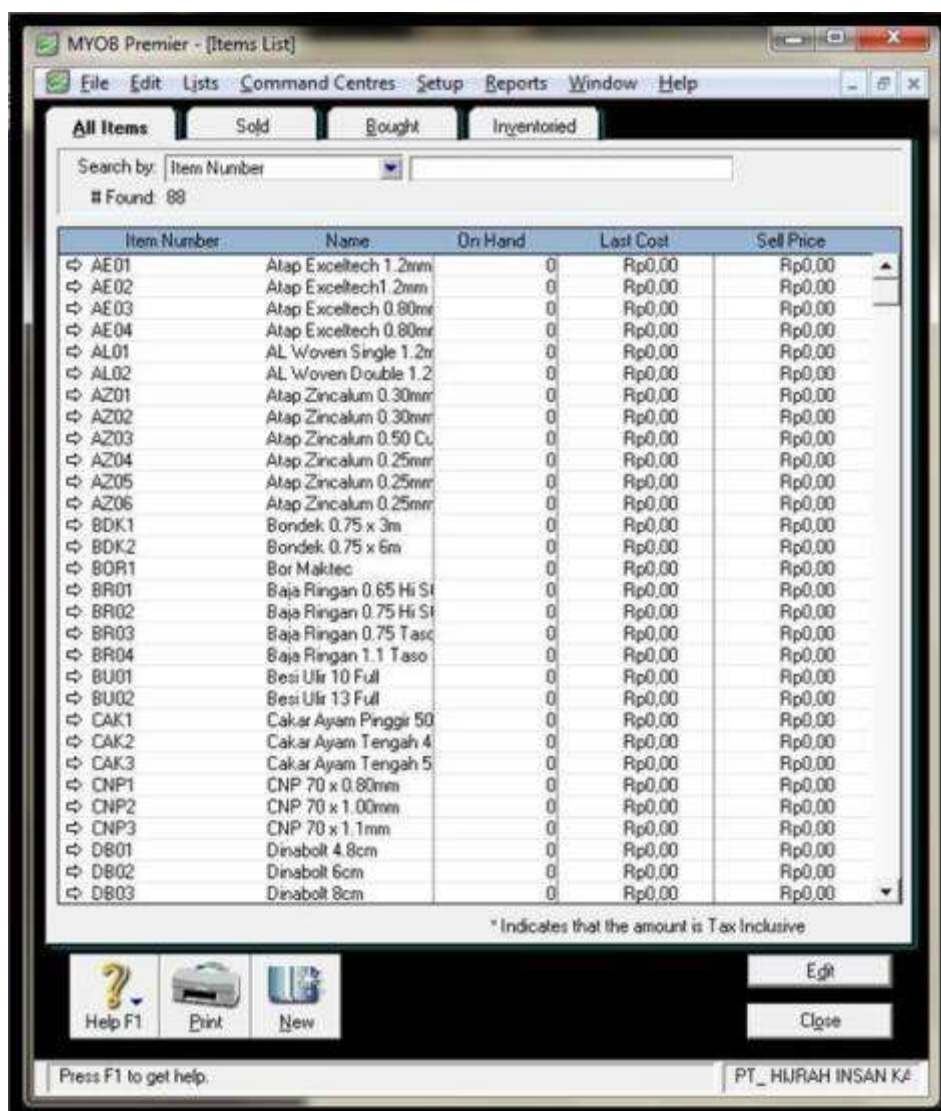 MYOB Premier - [Items List]
File Edit Lists Command Centres Setup Reports Window Help
All Items Sold Bought Inventoried
Search by: Item Number
# Found: 88
Item Number Name On Hand Last Cost Sell Price
AE01 Atap Exceltech 1.2mm 0 Rp0,00 Rp0,00
AE02 Atap Exceltech1.2mm 0 Rp0,00 Rp0,00
AE03 Atap Exceltech 0.80mr 0 Rp0,00 Rp0,00
AE04 Atap Exceltech 0.80mr 0 Rp0,00 Rp0,00
AL01 AL Woven Single 1.2m 0 Rp0,00 Rp0,00
AL02 AL Woven Double 1.2 0 Rp0,00 Rp0,00
AZ01 Atap Zincalum 0.30mm 0 Rp0,00 Rp0,00
AZ02 Atap Zincalum 0.30mm 0 Rp0,00 Rp0,00
AZ03 Atap Zincalum 0.50 Cu 0 Rp0,00 Rp0,00
AZ04 Atap Zincalum 0.25mm 0 Rp0,00 Rp0,00
AZ05 Atap Zincalum 0.25mm 0 Rp0,00 Rp0,00
AZ06 Atap Zincalum 0.25mm 0 Rp0,00 Rp0,00
BDK1 Bondek 0.75 x 3m 0 Rp0,00 Rp0,00
BDK2 Bondek 0.75 x 6m 0 Rp0,00 Rp0,00
BOR1 Bor Maktec 0 Rp0,00 Rp0,00
BR01 Baja Ringan 0.65 Hi St 0 Rp0,00 Rp0,00
BR02 Baja Ringan 0.75 Hi St 0 Rp0,00 Rp0,00
BR03 Baja Ringan 0.75 Taso 0 Rp0,00 Rp0,00
BR04 Baja Ringan 1.1 Taso 0 Rp0,00 Rp0,00
BU01 Besi Ulir 10 Full 0 Rp0,00 Rp0,00
BU02 Besi Ulir 13 Full 0 Rp0,00 Rp0,00
CAK1 Cakar Ayam Pinggir 50 0 Rp0,00 Rp0,00
CAK2 Cakar Ayam Tengah 4 0 Rp0,00 Rp0,00
CAK3 Cakar Ayam Tengah 5 0 Rp0,00 Rp0,00
CNP1 CNP 70 x 0.80mm 0 Rp0,00 Rp0,00
CNP2 CNP 70 x 1.00mm 0 Rp0,00 Rp0,00
CNP3 CNP 70 x 1.1mm 0 Rp0,00 Rp0,00
DB01 Dinabolt 4.8cm 0 Rp0,00 Rp0,00
DB02 Dinabolt 6cm 0 Rp0,00 Rp0,00
DB03 Dinabolt 8cm 0 Rp0,00 Rp0,00
* Indicates that the amount is Tax Inclusive
Help F1 Print New Edit
Close
Press F1 to get help. PT_ HIJRAH INSAN KA